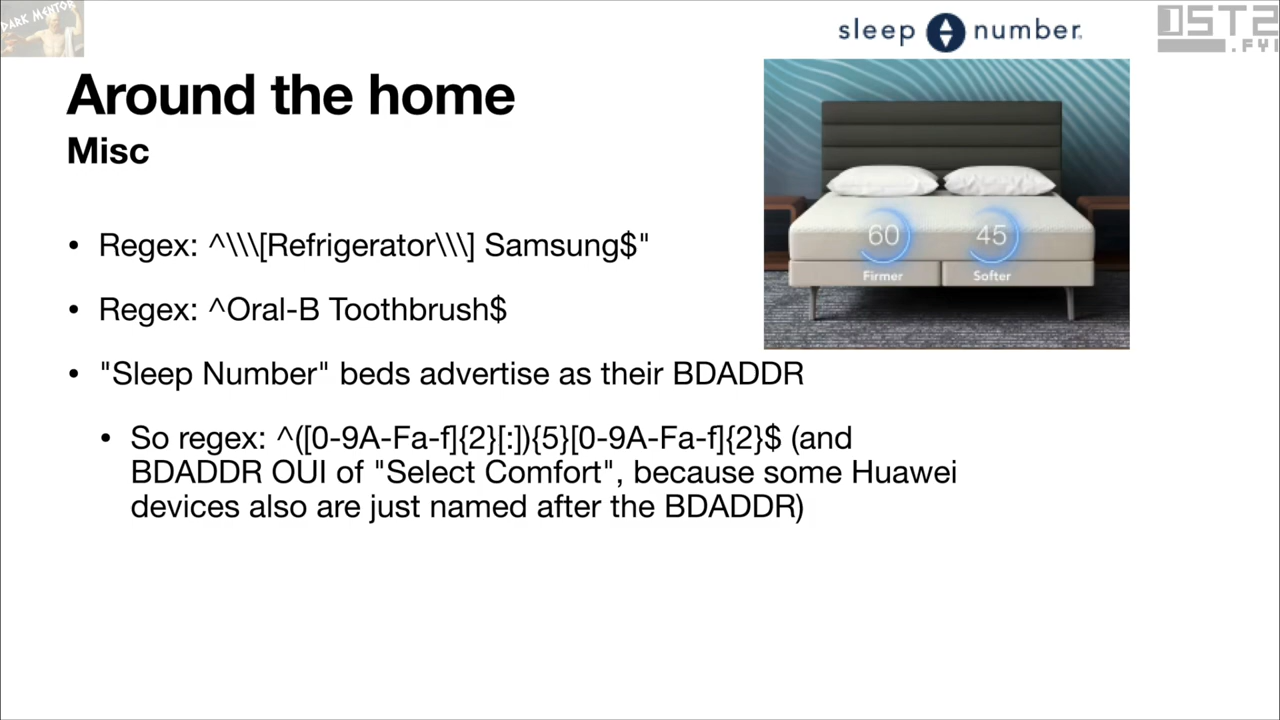 DARK MENTOR
sleep number
OST2
.FYI
Around the home
Misc
60
45
Firmer
Softer
• Regex: ^\\\[Refrigerator\\\] Samsung$"
• Regex: ^Oral-B Toothbrush$
• "Sleep Number" beds advertise as their BDADDR
• So regex: ^([0-9A-Fa-f]{2}[:]){5}[0-9A-Fa-f]{2}$ (and
BDADDR OUI of "Select Comfort", because some Huawei
devices also are just named after the BDADDR)